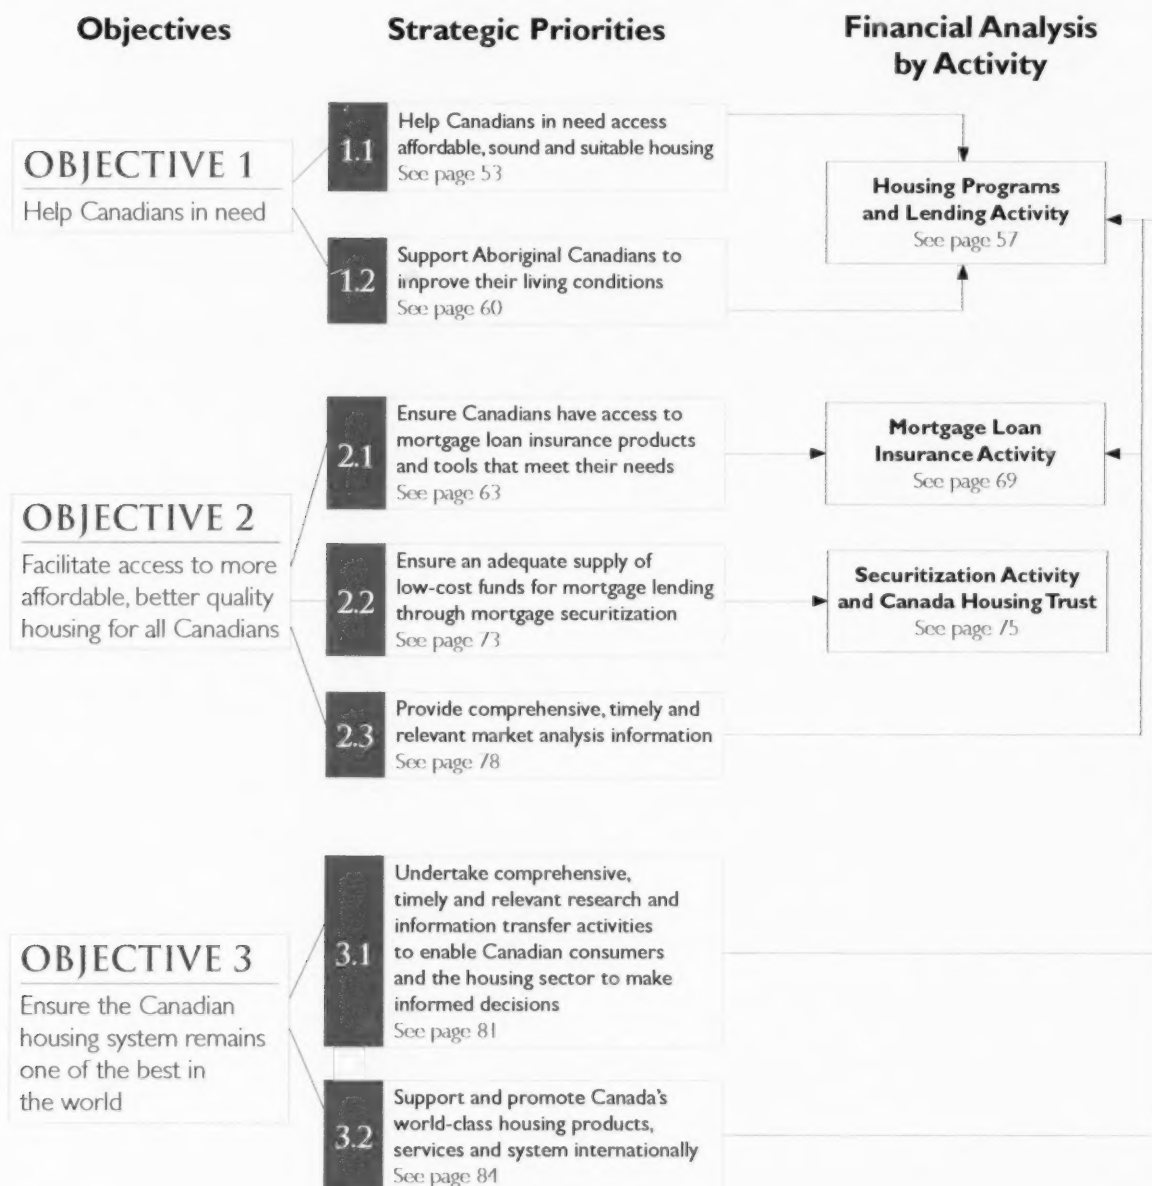 Objectives
Strategic Priorities
Financial Analysis
by Activity
OBJECTIVE 1
Help Canadians in need
1.1
Help Canadians in need access
affordable, sound and suitable housing
See page 53
1.2
Support Aboriginal Canadians to
improve their living conditions
See page 60
Housing Programs
and Lending Activity
See page 57
OBJECTIVE 2
Facilitate access to more
affordable, better quality
housing for all Canadians
2.1
Ensure Canadians have access to
mortgage loan insurance products
and tools that meet their needs
See page 63
Mortgage Loan
Insurance Activity
See page 69
2.2
Ensure an adequate supply of
low-cost funds for mortgage lending
through mortgage securitization
See page 73
Securitization Activity
and Canada Housing Trust
See page 75
2.3
Provide comprehensive, timely and
relevant market analysis information
See page 78
OBJECTIVE 3
Ensure the Canadian
housing system remains
one of the best in
the world
3.1
Undertake comprehensive,
timely and relevant research and
information transfer activities
to enable Canadian consumers
and the housing sector to make
informed decisions
See page 81
3.2
Support and promote Canada's
world-class housing products,
services and system internationally
See page 84